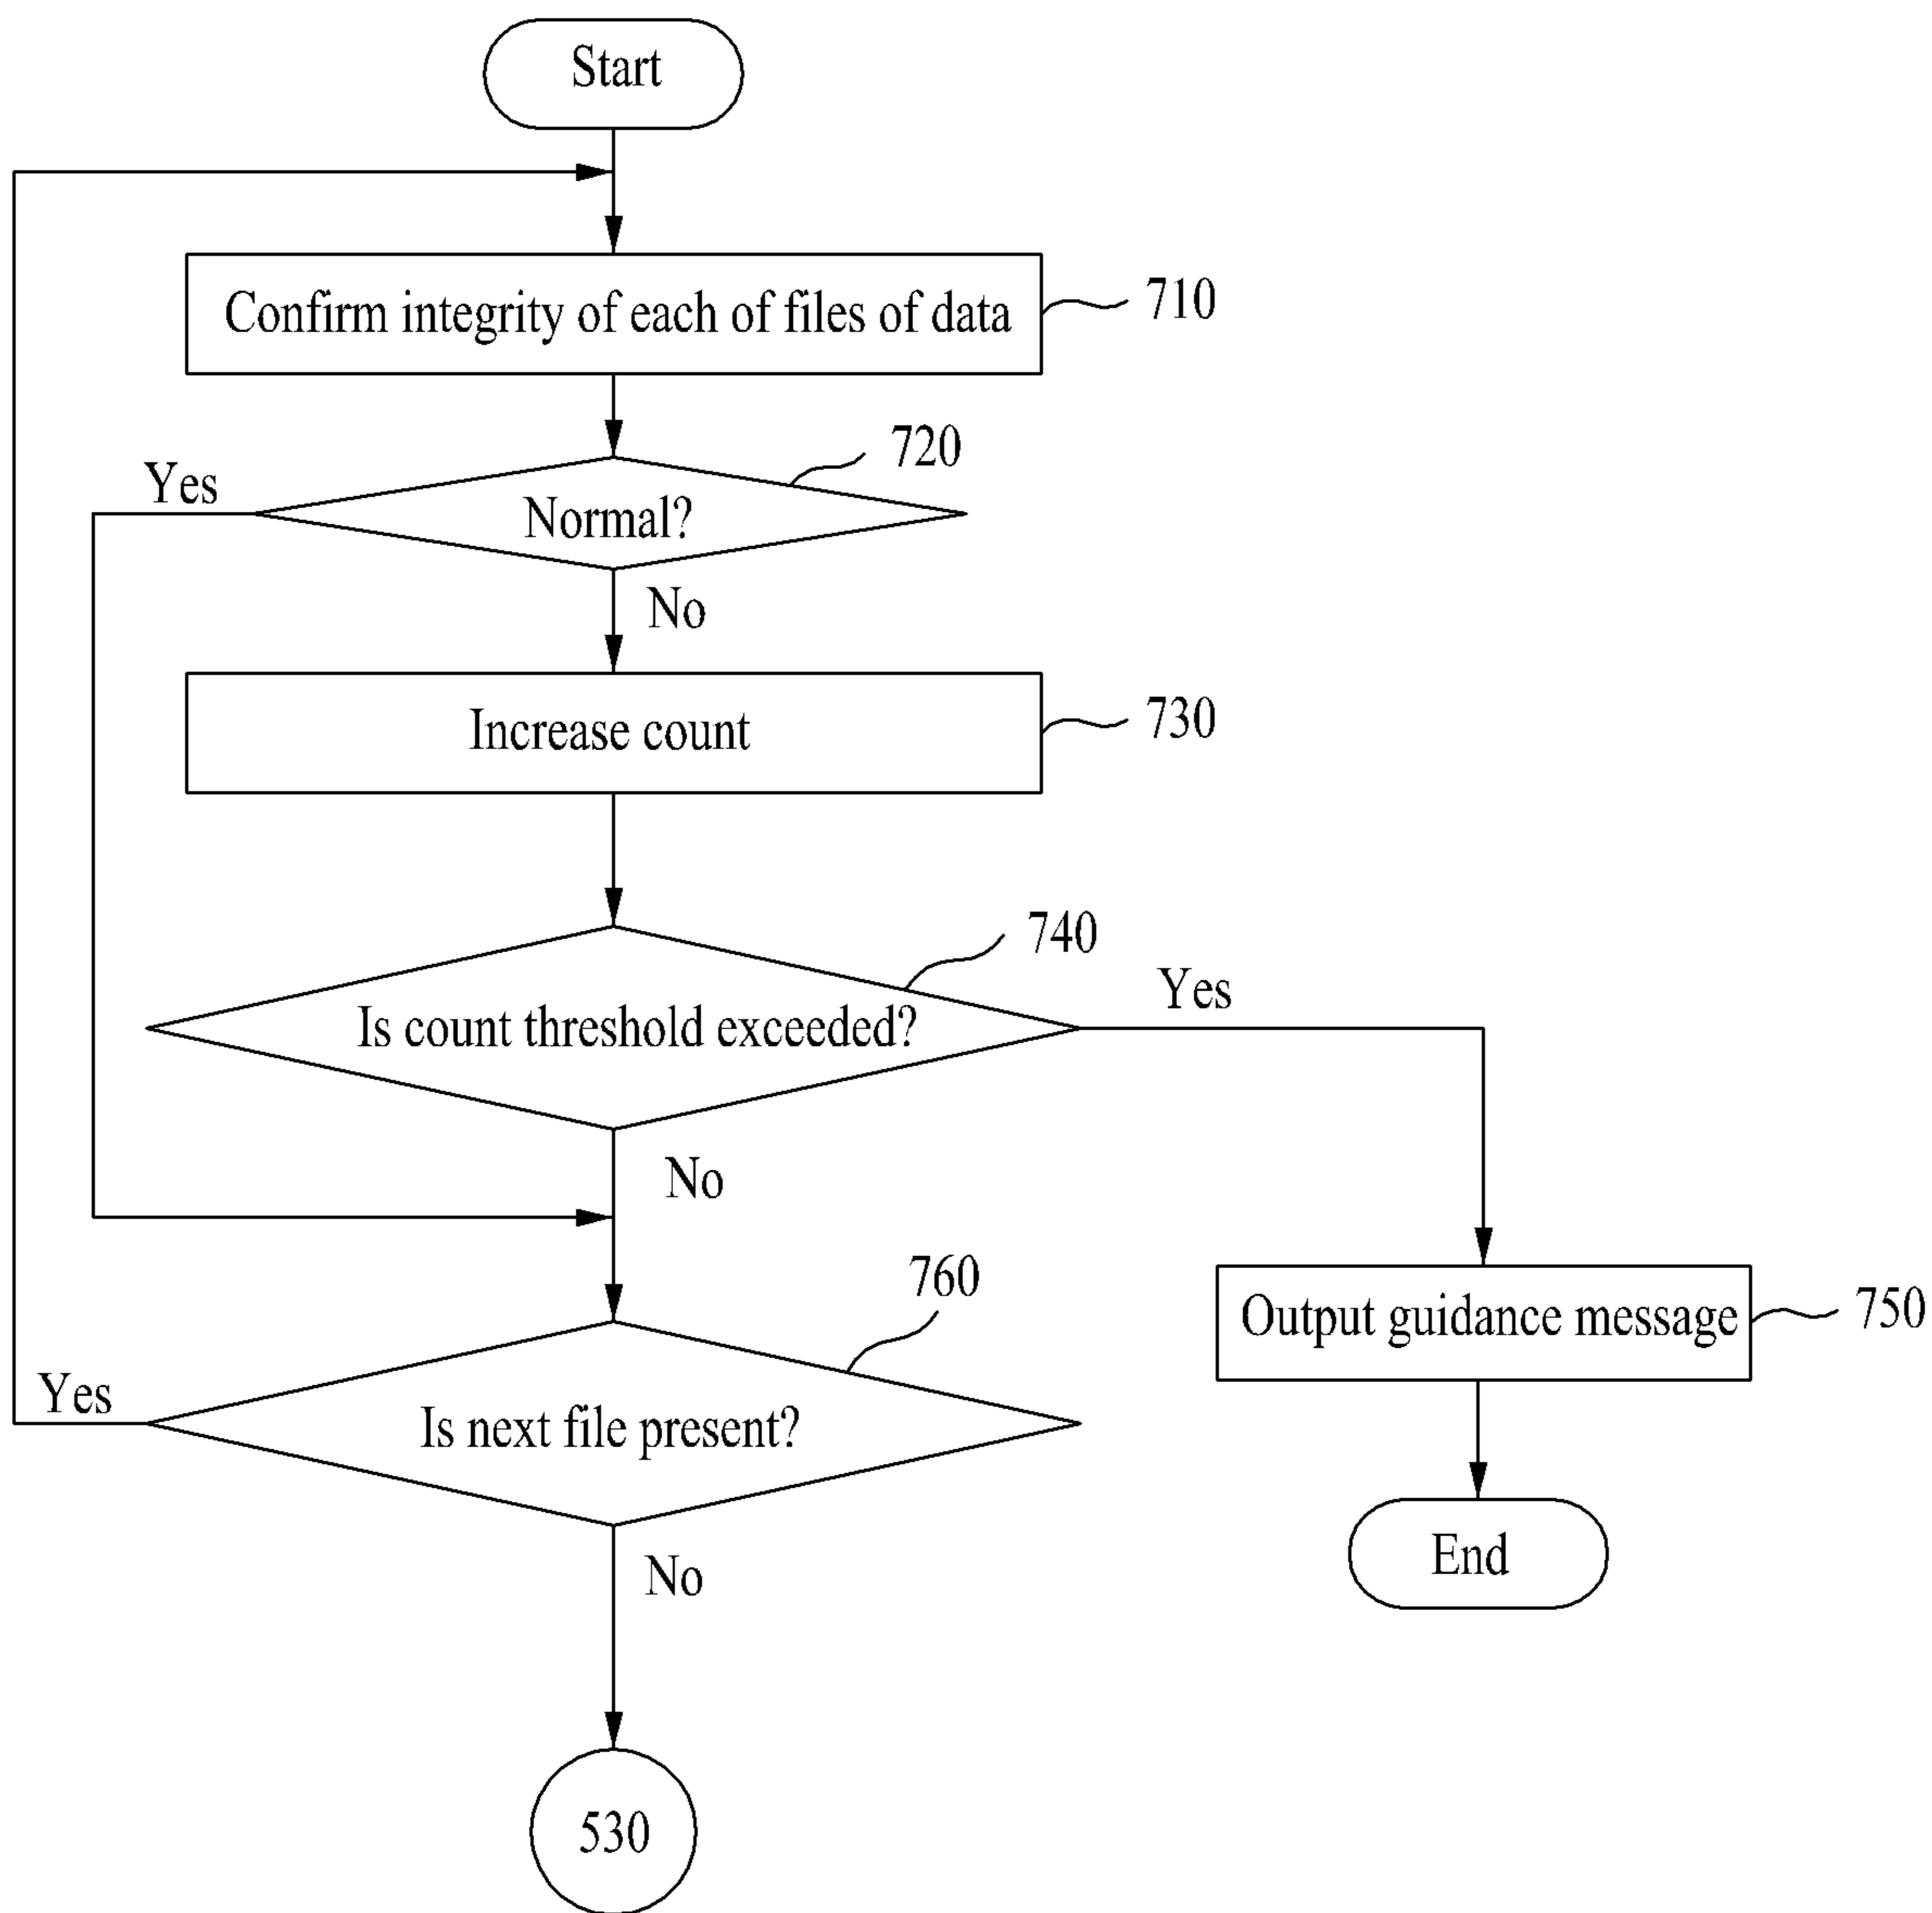 Start
Confirm integrity of each of files of data
710
720
Yes
Normal?
No
Increase count
730
740
Yes
Is count threshold exceeded?
No
760
Output guidance message
750
Yes
Is next file present?
No
End
530